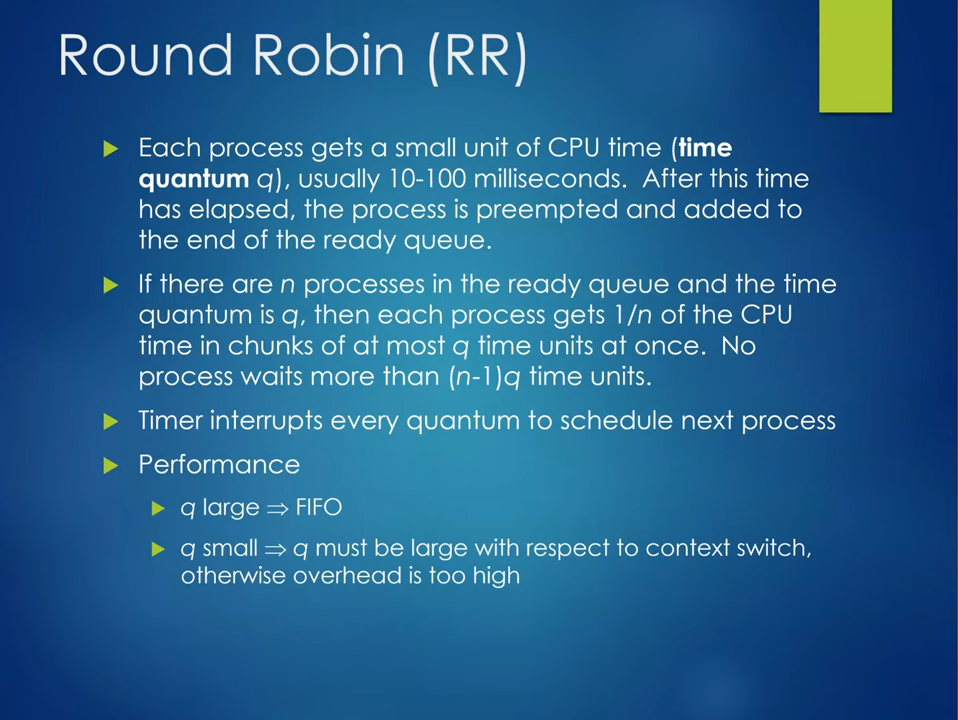 Round Robin (RR)
Each process gets a small unit of CPU time (time
quantum q), usually 10-100 milliseconds.  After this time
has elapsed, the process is preempted and added to
the end of the ready queue.
If there are n processes in the ready queue and the time
quantum is q, then each process gets 1/n of the CPU
time in chunks of at most q time units at once.  No
process waits more than (n-1)q time units.
Timer interrupts every quantum to schedule next process
Performance
q large ⇒ FIFO
q small ⇒ q must be large with respect to context switch,
otherwise overhead is too high